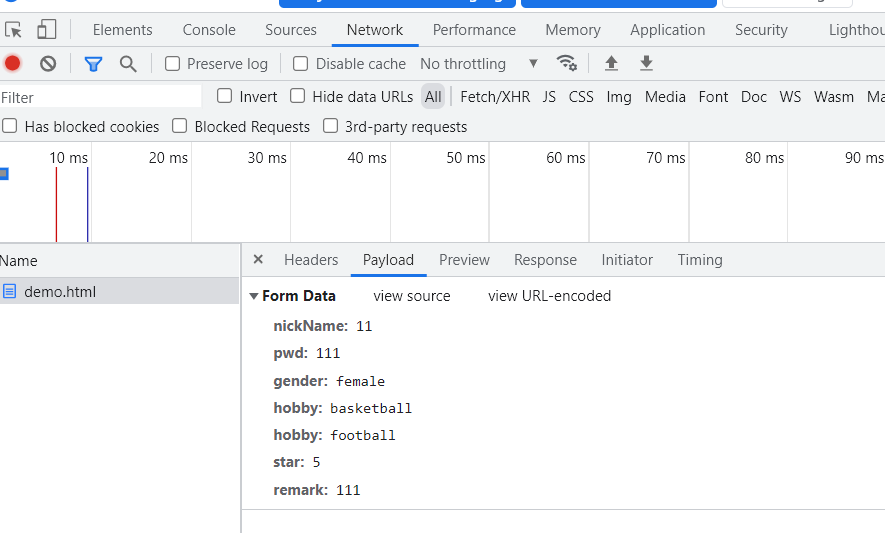 Elements Console Sources Network Performance Memory Application Security
Preserve log Disable cache No throttling
Filter Invert Hide data URLs All Fetch/XHR JS CSS Img Media Font Doc WS Wasm
Has blocked cookies Blocked Requests 3rd-party requests
10 ms 20 ms 30 ms 40 ms 50 ms 60 ms 70 ms 80 ms 90 ms
Name
demo.html
Headers Payload Preview Response Initiator Timing
Form Data view source view URL-encoded
nickName: 11
pwd: 111
gender: female
hobby: basketball
hobby: football
star: 5
remark: 111